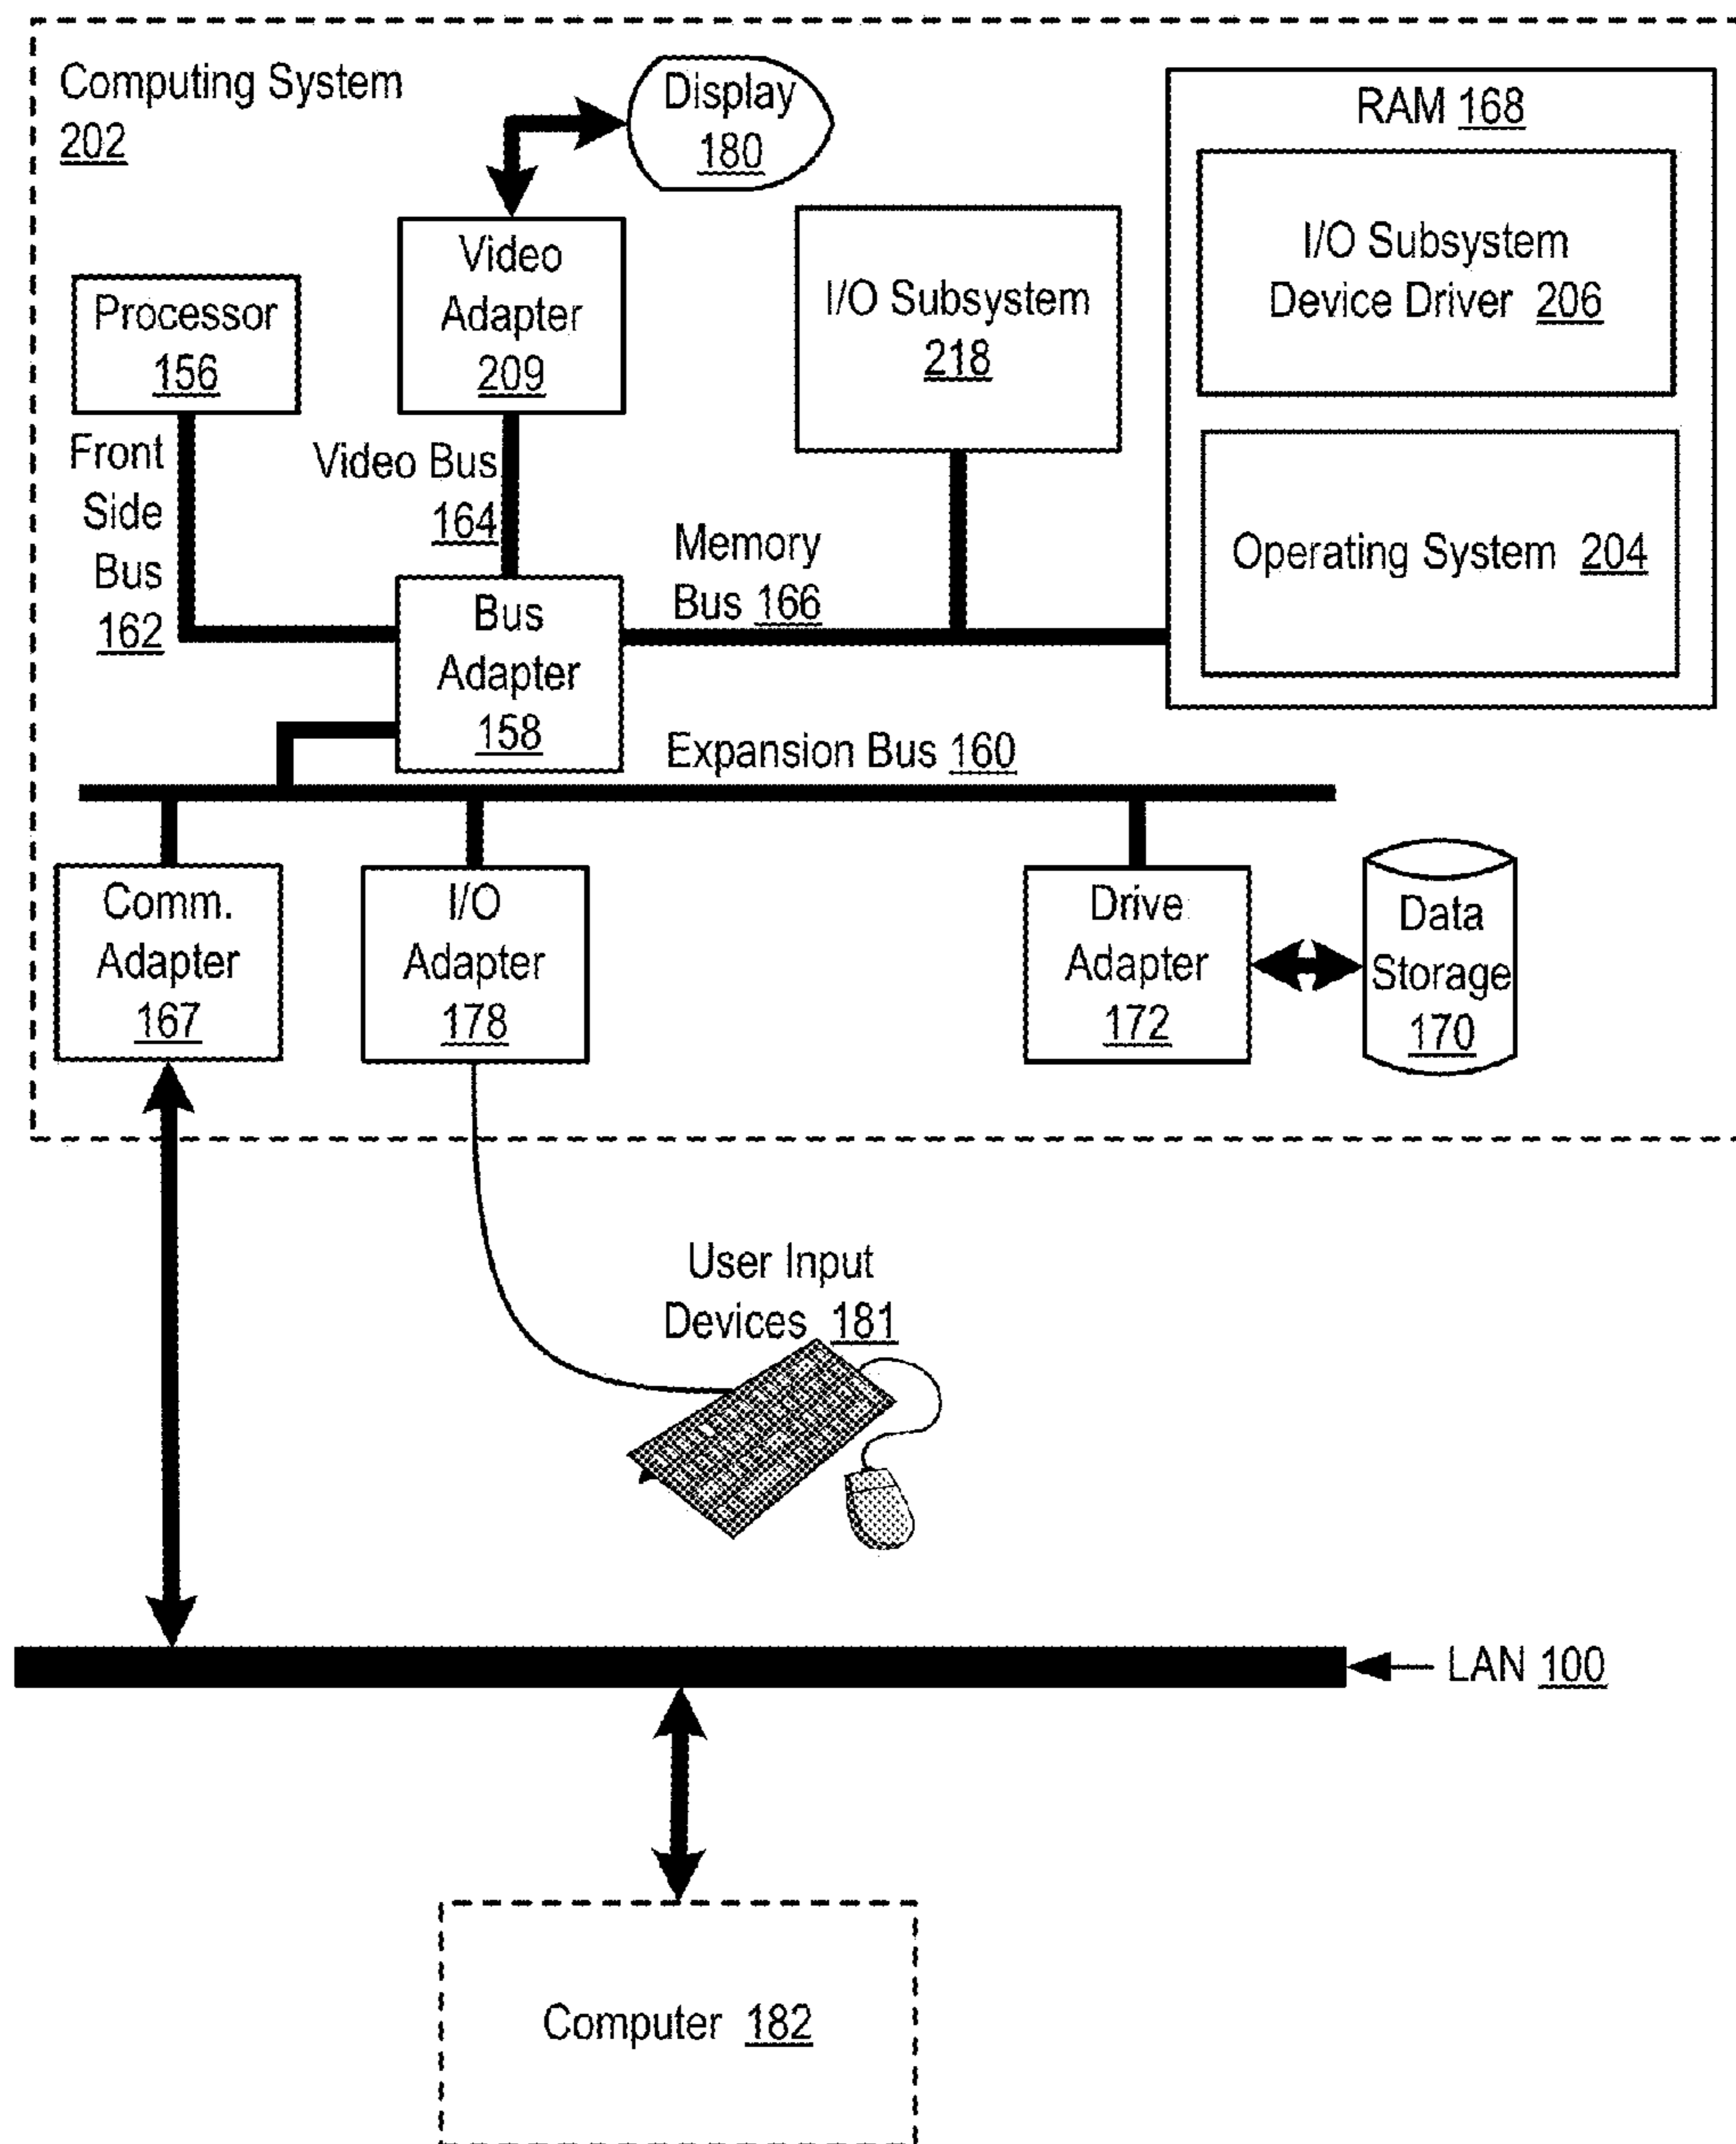 Computing System
202
Display
180
RAM 168
I/O Subsystem
Device Driver 206
Operating System 204
Video
Adapter
209
I/O Subsystem
218
Processor
156
Front
Side
Bus
162
Video Bus
164
Memory
Bus 166
Bus
Adapter
158
Expansion Bus 160
Comm.
Adapter
167
I/O
Adapter
178
Drive
Adapter
172
Data
Storage
170
User Input
Devices 181
LAN 100
Computer 182